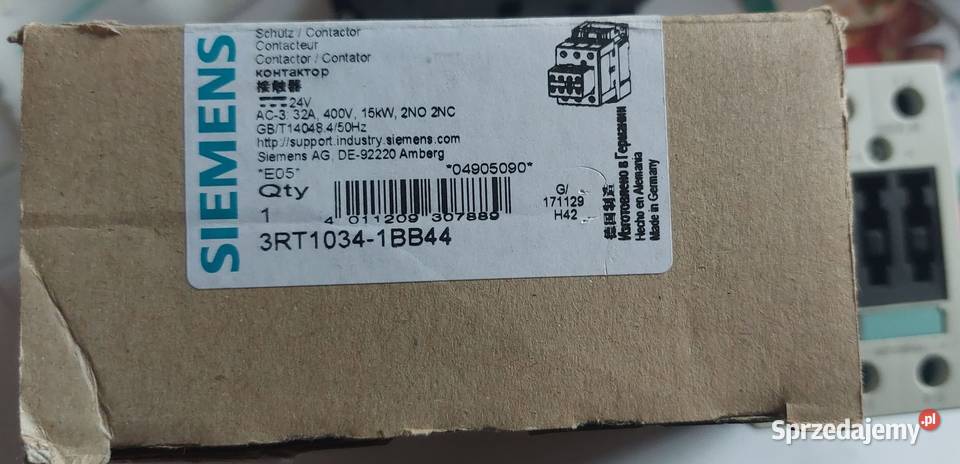 SIEMENS
Schütz / Contactor
Contacteur
Contactor / Contator
контактор
接触器
24V
AC-3: 32A, 400V, 15kW, 2NO 2NC
GB/T14048.4/50Hz
http://support.industry.siemens.com
Siemens AG, DE-92220 Amberg
*E05* *04905090*
Qty
1
4 011209 307889
3RT1034-1BB44
G/
171129
H42
德国制造
Изготовлено в Германии
Hecho en Alemania
Made in Germany
Sprzedajemy.pl